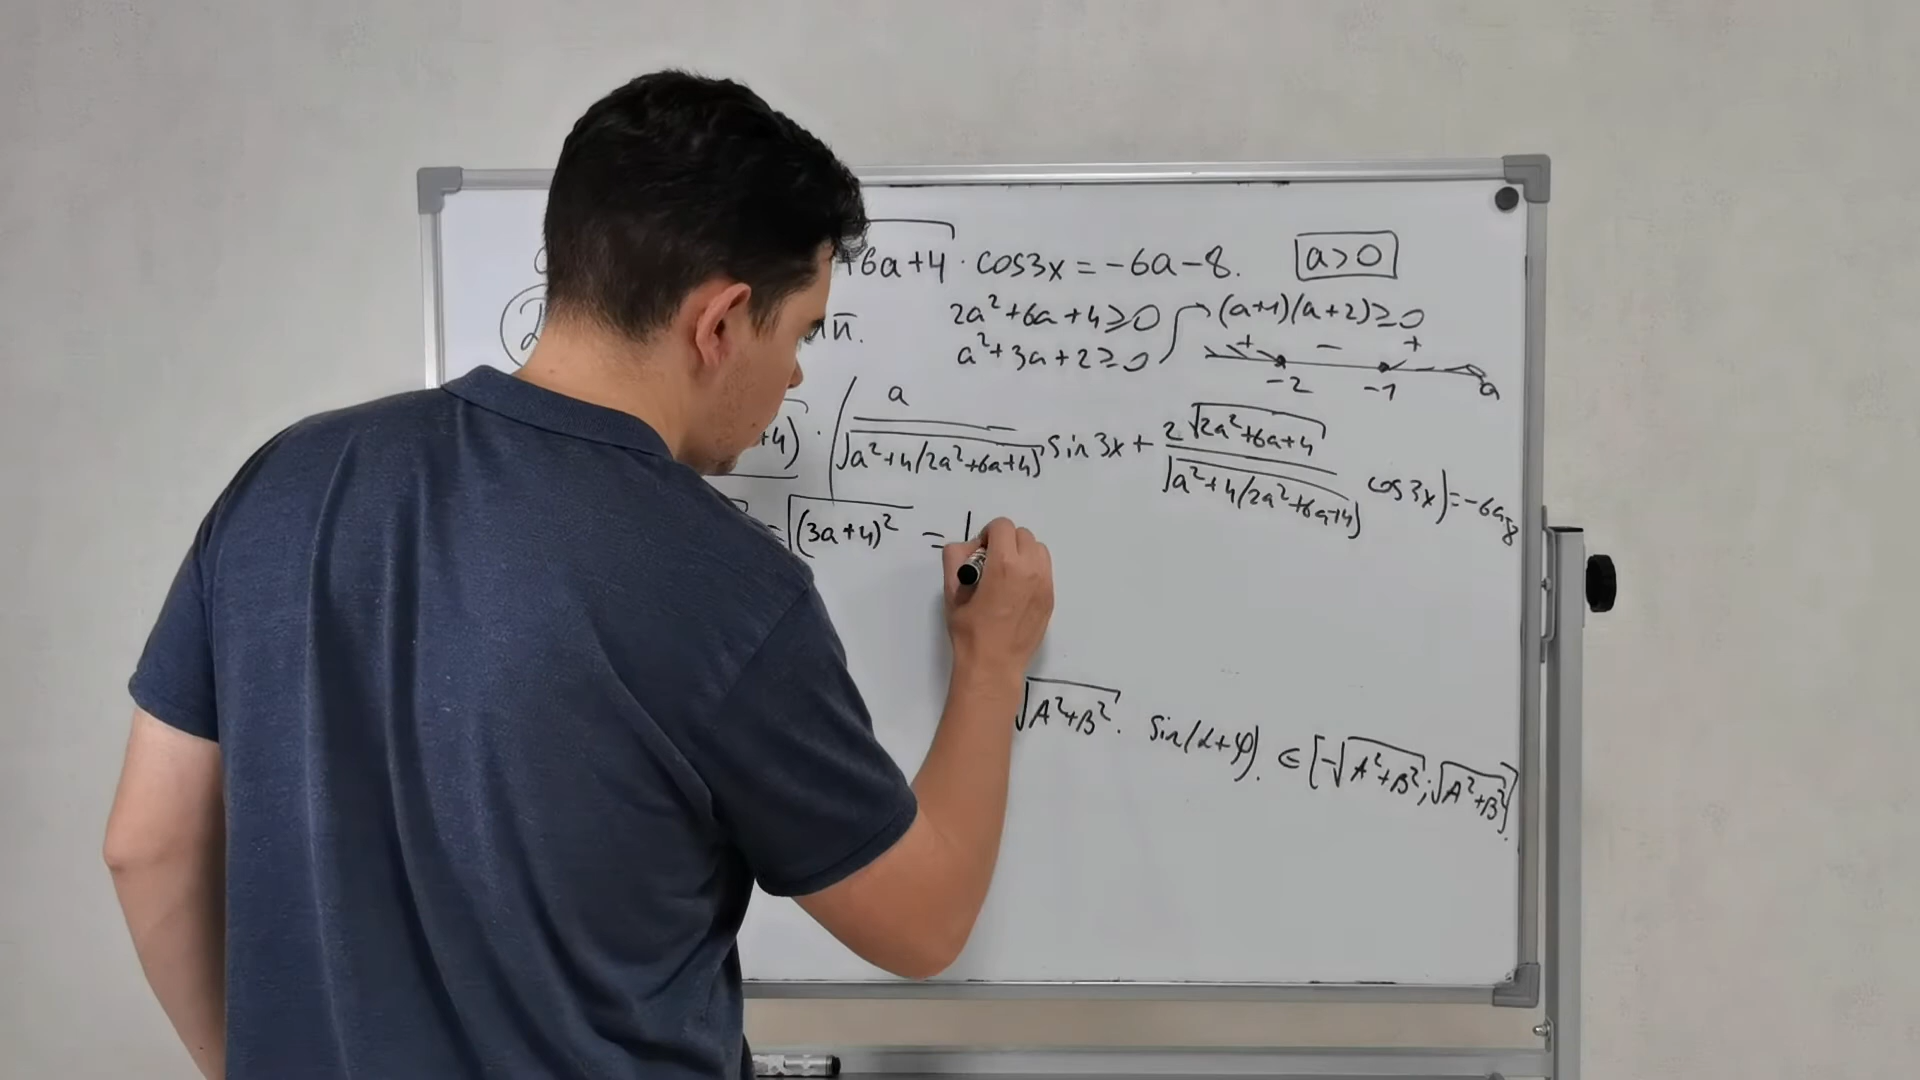 +6a+4 · cos3x = -6a-8. a>0
2a²+6a+4≥0 (a+1)(a+2)≥0
a²+3a+2≥0
+ - +
-2 -1 a
+4) · (a/√(a²+4(2a²+6a+4)) sin3x + 2√(2a²+6a+4)/√(a²+4(2a²+6a+4)) cos3x) = -6a-8
= √(3a+4)² = |
√(A²+B²) · sin(α+φ). ∈ [-√(A²+B²); √(A²+B²)].